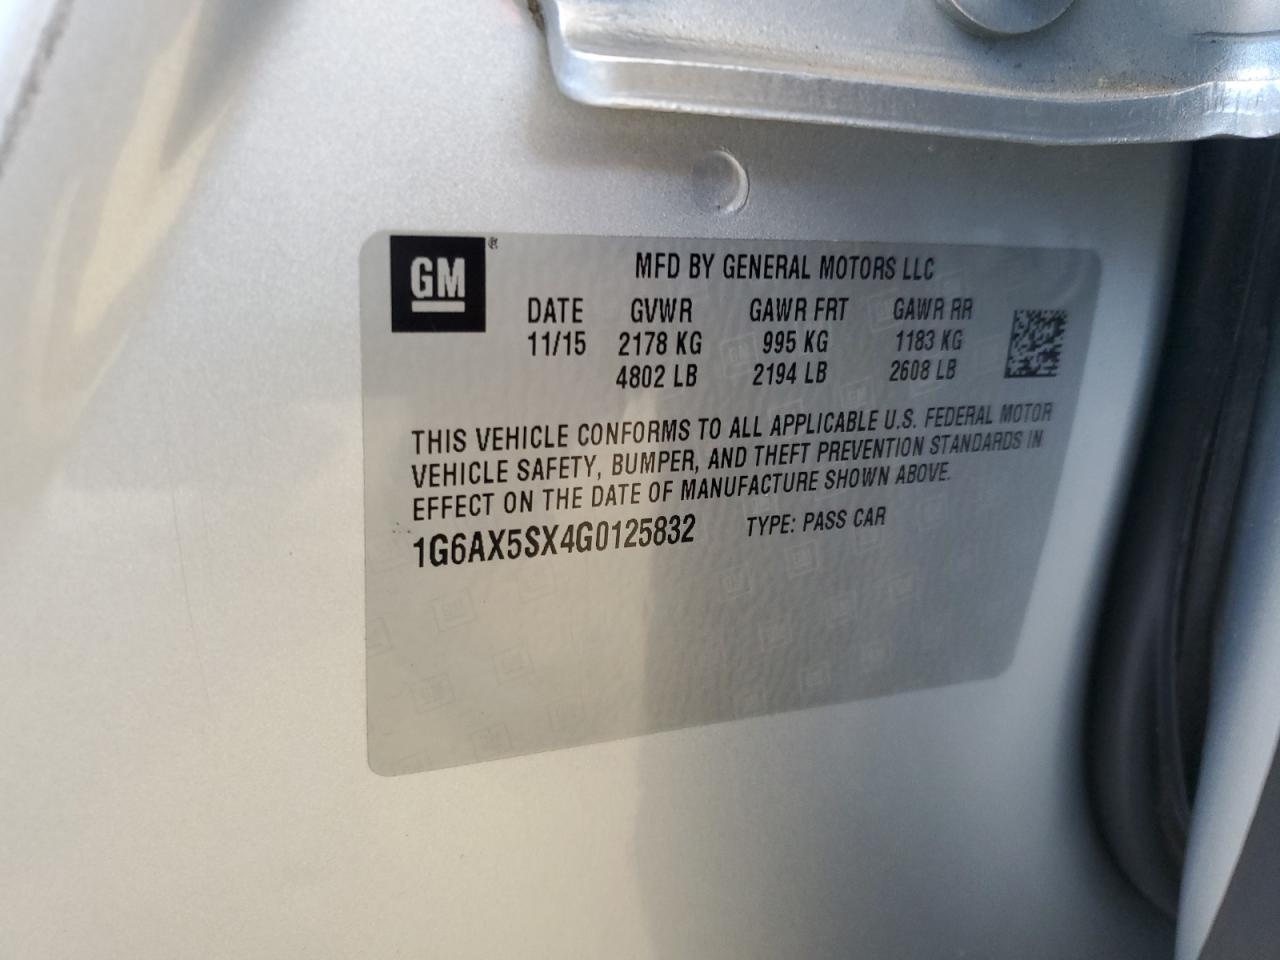 GM
MFD BY GENERAL MOTORS LLC
DATE GVWR GAWR FRT GAWR RR
11/15 2178 KG 995 KG 1183 KG
4802 LB 2194 LB 2608 LB
THIS VEHICLE CONFORMS TO ALL APPLICABLE U.S. FEDERAL MOTOR
VEHICLE SAFETY, BUMPER, AND THEFT PREVENTION STANDARDS IN
EFFECT ON THE DATE OF MANUFACTURE SHOWN ABOVE.
1G6AX5SX4G0125832 TYPE: PASS CAR